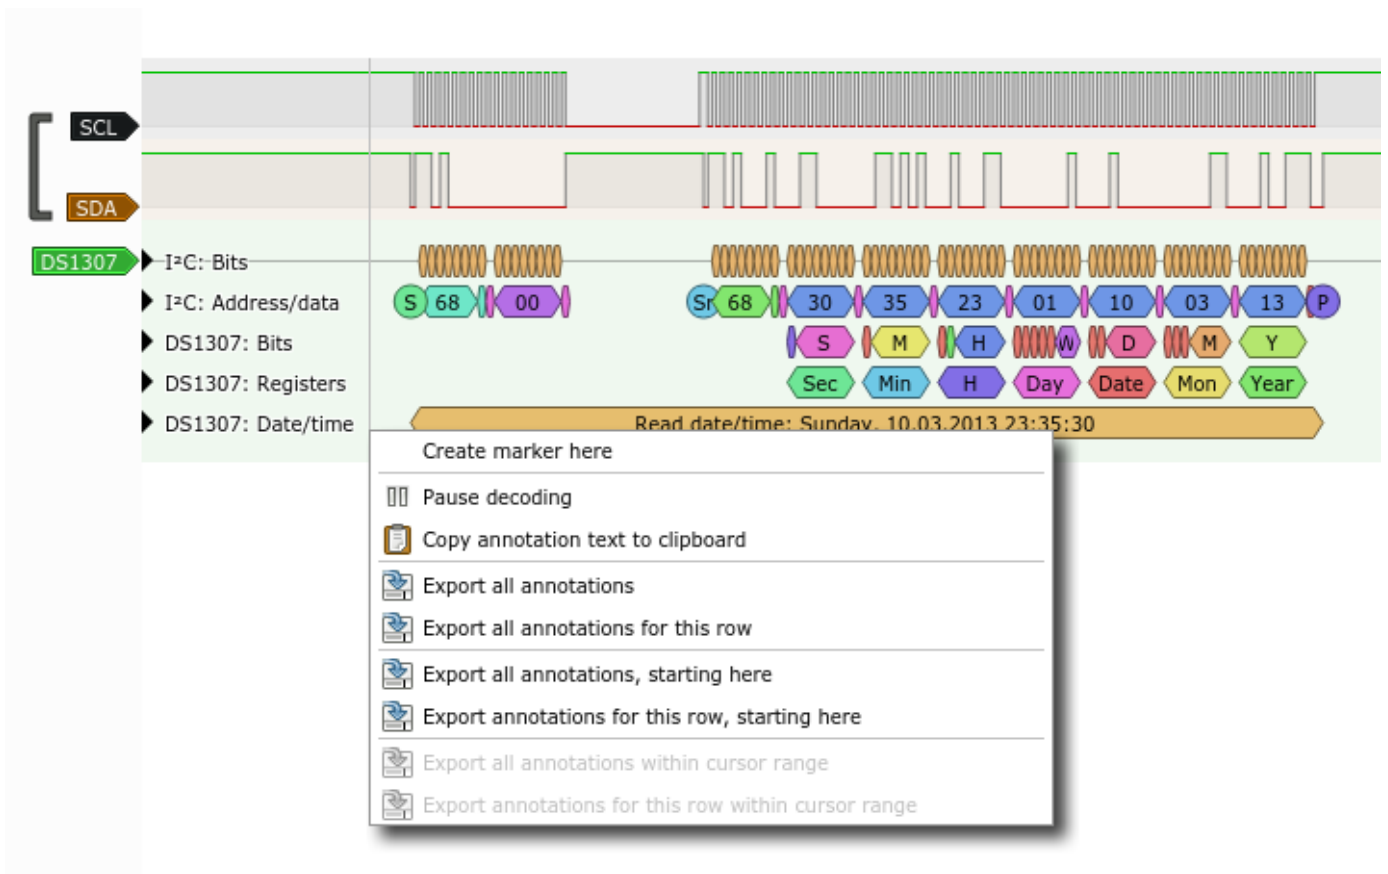 SCL
SDA
DS1307
I²C: Bits
I²C: Address/data
S 68 00 Sr 68 30 35 23 01 10 03 13 P
DS1307: Bits
S M H W D M Y
DS1307: Registers
Sec Min H Day Date Mon Year
DS1307: Date/time
Read date/time: Sunday, 10.03.2013 23:35:30
Create marker here
Pause decoding
Copy annotation text to clipboard
Export all annotations
Export all annotations for this row
Export all annotations, starting here
Export annotations for this row, starting here
Export all annotations within cursor range
Export annotations for this row within cursor range